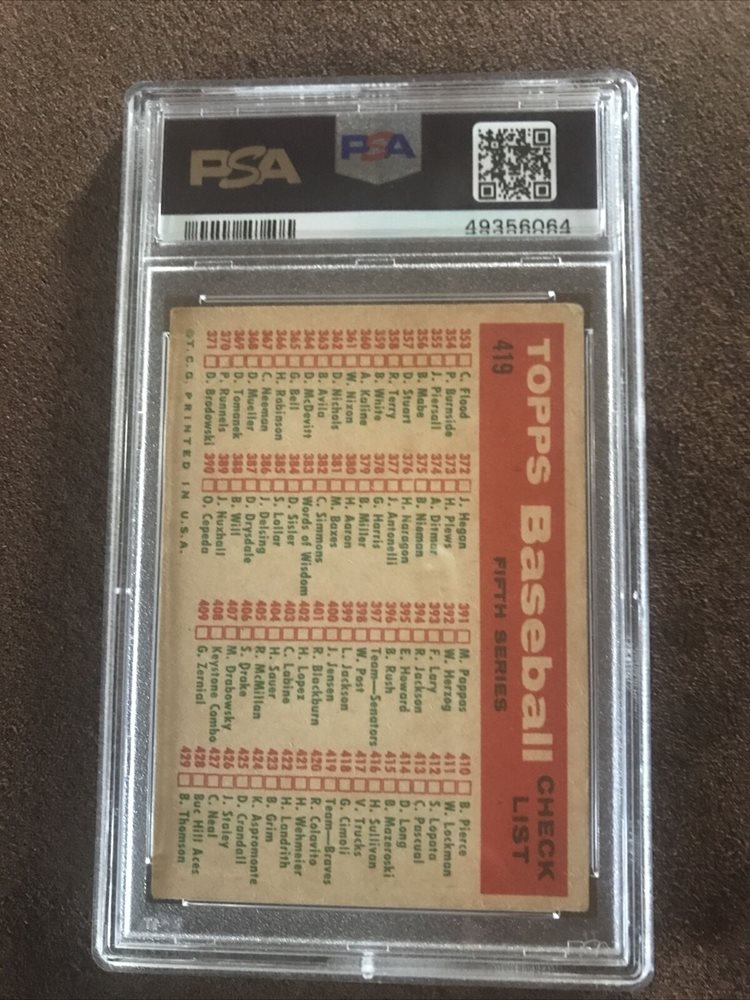 PSA
PSA
49356064
TOPPS Baseball CHECK LIST
419
FIFTH SERIES
353 C. Flood
354 P. Burnside
355 J. Piersall
356 B. Mabe
357 D. Stuart
358 R. Terry
359 B. White
360 A. Kaline
361 W. Nixon
362 D. Nichols
363 B. Avila
364 D. McDevitt
365 G. Bell
366 H. Robinson
367 C. Neeman
368 D. Mueller
369 D. Tomanek
370 P. Runnels
371 D. Brodowski
372 J. Hegan
373 H. Plews
374 A. Ditmar
375 B. Nieman
376 H. Naragon
377 J. Antonelli
378 G. Harris
379 B. Miller
380 H. Aaron
381 M. Baxes
382 C. Simmons
383 Words of Wisdom
384 D. Sisler
385 S. Lollar
386 J. Delsing
387 D. Drysdale
388 B. Will
389 J. Nuxhall
390 O. Cepeda
391 M. Pappas
392 W. Herzog
393 F. Lary
394 R. Jackson
395 E. Howard
396 B. Rush
397 Team—Senators
398 W. Post
399 L. Jackson
400 J. Jensen
401 R. Blackburn
402 H. Lopez
403 C. Labine
404 H. Sauer
405 R. McMillan
406 S. Drake
407 M. Drabowsky
408 Keystone Combo
409 G. Zernial
410 B. Pierce
411 W. Lockman
412 S. Lopata
413 C. Pascual
414 D. Long
415 B. Mazeroski
416 H. Sullivan
417 V. Trucks
418 G. Cimoli
419 Team—Braves
420 R. Colavito
421 H. Wehmeier
422 H. Landrith
423 B. Grim
424 K. Aspromonte
425 D. Crandall
426 J. Staley
427 C. Neal
428 Buc Hill Aces
429 B. Thomson
©T.C.G. PRINTED IN U.S.A.
PSA